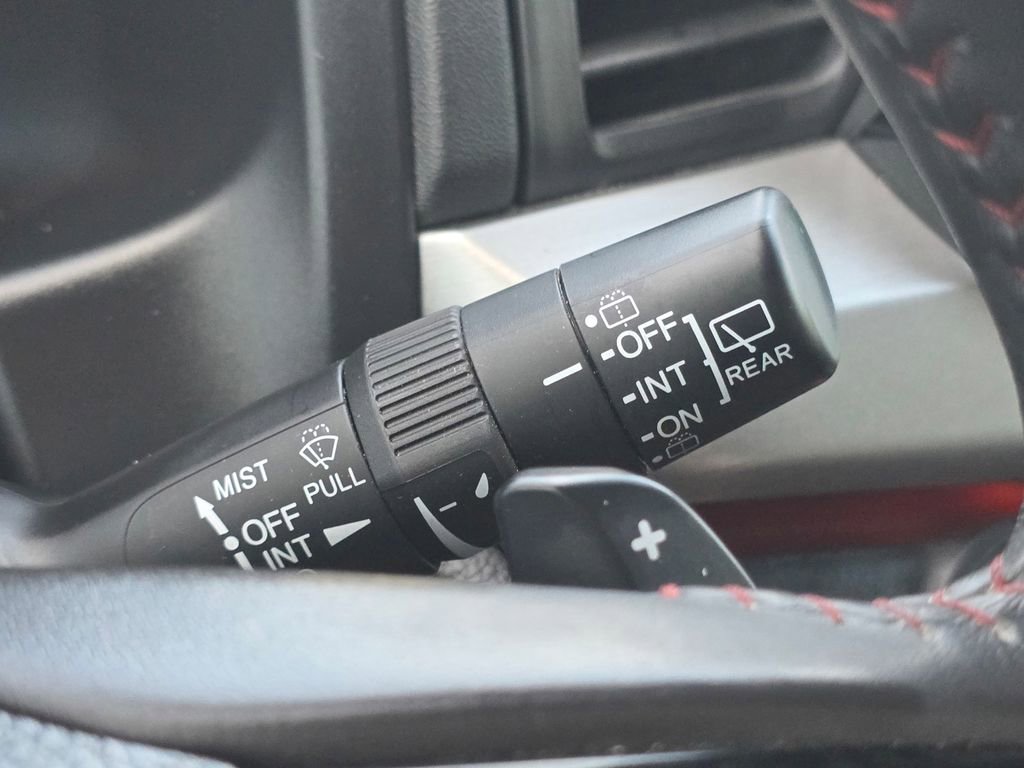 MIST
PULL
OFF
INT
-
+
OFF
INT
ON
REAR